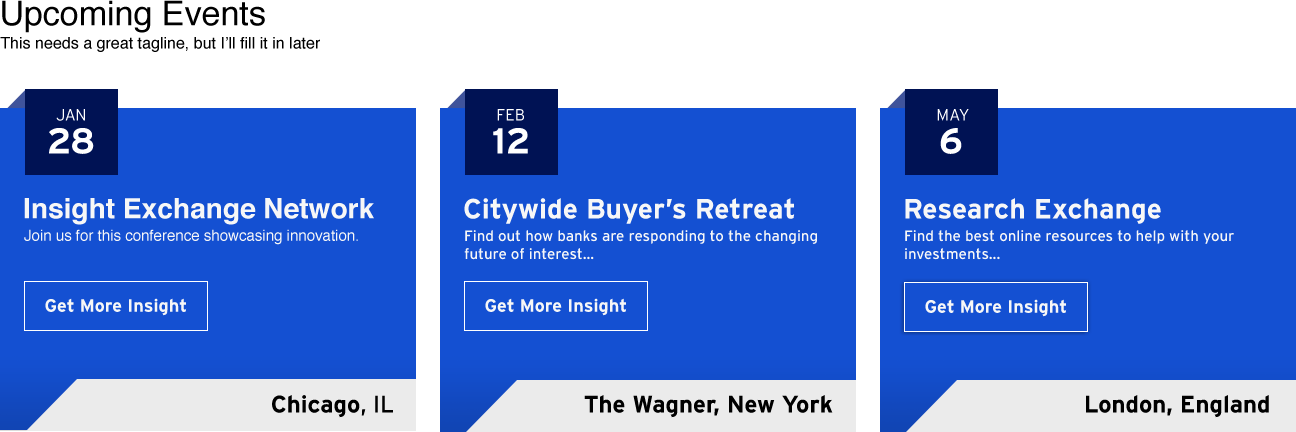 Upcoming Events
This needs a great tagline, but I'll fill it in later
JAN
28
Insight Exchange Network
Join us for this conference showcasing innovation.
Get More Insight
Chicago, IL
FEB
12
Citywide Buyer's Retreat
Find out how banks are responding to the changing
future of interest...
Get More Insight
The Wagner, New York
MAY
6
Research Exchange
Find the best online resources to help with your
investments...
Get More Insight
London, England